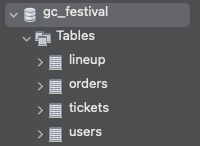 gc_festival
Tables
lineup
orders
tickets
users